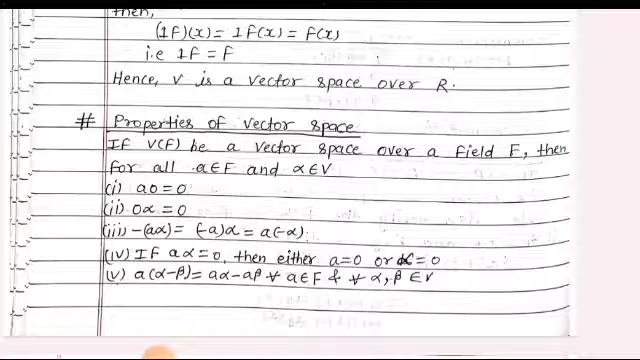 then,
(1F)(x) = 1F(x) = F(x)
i.e 1F = F
Hence, V is a vector space over R.
# Properties of vector space
If V(F) be a vector space over a field F, then
for all a∈F and α∈V
(i) a0 = 0
(ii) 0α = 0
(iii) -(aα) = (-a)α = a(-α).
(iv) If aα = 0, then either a = 0 or α = 0
(v) a(α-β) = aα - aβ ∀ a∈F & ∀ α, β ∈ V